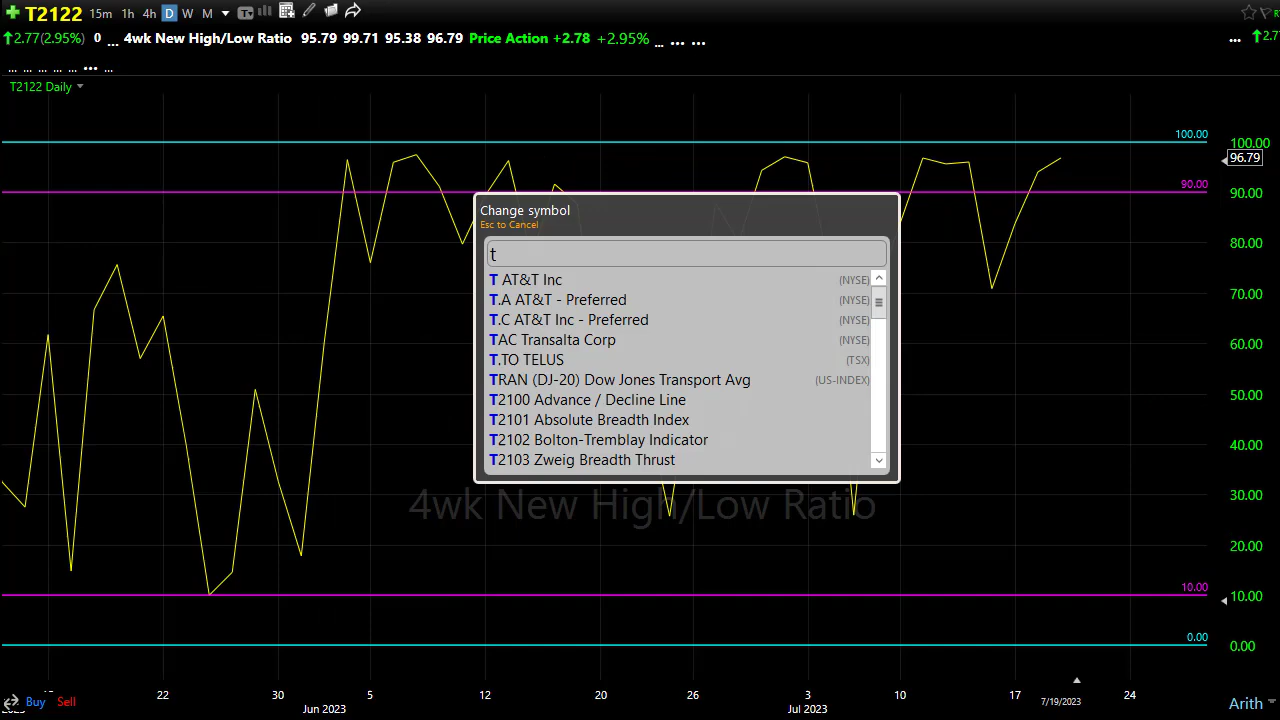 T2122 15m 1h 4h D W M
2.77(2.95%) 0 ... 4wk New High/Low Ratio 95.79 99.71 95.38 96.79 Price Action +2.78 +2.95% ... ... ... ... 2.7
... ... ... ... ... ... ...
T2122 Daily
100.00 100.00
96.79
90.00 90.00
Change symbol
Esc to Cancel
t
T AT&T Inc (NYSE)
T.A AT&T - Preferred (NYSE)
T.C AT&T Inc - Preferred (NYSE)
TAC Transalta Corp (NYSE)
T.TO TELUS (TSX)
TRAN (DJ-20) Dow Jones Transport Avg (US-INDEX)
T2100 Advance / Decline Line
T2101 Absolute Breadth Index
T2102 Bolton-Tremblay Indicator
T2103 Zweig Breadth Thrust
80.00
70.00
60.00
50.00
40.00
30.00
4wk New High/Low Ratio
20.00
10.00 10.00
0.00 0.00
22 30 5 12 20 26 3 10 17 24
Buy Sell 7/19/2023 Arith
Jun 2023 Jul 2023